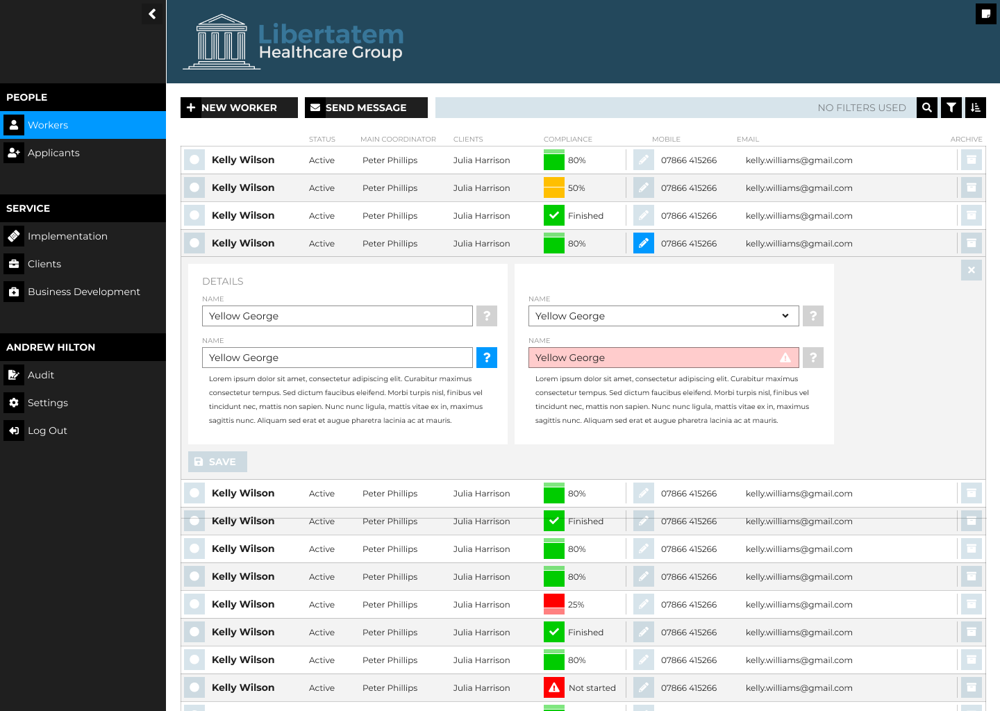 Libertatem
Healthcare Group
PEOPLE
Workers
Applicants
SERVICE
Implementation
Clients
Business Development
ANDREW HILTON
Audit
Settings
Log Out
NEW WORKER SEND MESSAGE NO FILTERS USED
STATUS MAIN COORDINATOR CLIENTS COMPLIANCE MOBILE EMAIL ARCHIVE
Kelly Wilson Active Peter Phillips Julia Harrison 80% 07866 415266 kelly.williams@gmail.com
Kelly Wilson Active Peter Phillips Julia Harrison 50% 07866 415266 kelly.williams@gmail.com
Kelly Wilson Active Peter Phillips Julia Harrison Finished 07866 415266 kelly.williams@gmail.com
Kelly Wilson Active Peter Phillips Julia Harrison 80% 07866 415266 kelly.williams@gmail.com
DETAILS
NAME
Yellow George ?
NAME
Yellow George ?
Lorem ipsum dolor sit amet, consectetur adipiscing elit. Curabitur maximus
consectetur tempus. Sed dictum faucibus eleifend. Morbi turpis nisl, finibus vel
tincidunt nec, mattis non sapien. Nunc nunc ligula, mattis vitae ex in, maximus
sagittis nunc. Aliquam sed erat et augue pharetra lacinia ac at mauris.
NAME
Yellow George ?
NAME
Yellow George ?
Lorem ipsum dolor sit amet, consectetur adipiscing elit. Curabitur maximus
consectetur tempus. Sed dictum faucibus eleifend. Morbi turpis nisl, finibus vel
tincidunt nec, mattis non sapien. Nunc nunc ligula, mattis vitae ex in, maximus
sagittis nunc. Aliquam sed erat et augue pharetra lacinia ac at mauris.
SAVE
Kelly Wilson Active Peter Phillips Julia Harrison 80% 07866 415266 kelly.williams@gmail.com
Kelly Wilson Active Peter Phillips Julia Harrison Finished 07866 415266 kelly.williams@gmail.com
Kelly Wilson Active Peter Phillips Julia Harrison 80% 07866 415266 kelly.williams@gmail.com
Kelly Wilson Active Peter Phillips Julia Harrison 80% 07866 415266 kelly.williams@gmail.com
Kelly Wilson Active Peter Phillips Julia Harrison 25% 07866 415266 kelly.williams@gmail.com
Kelly Wilson Active Peter Phillips Julia Harrison Finished 07866 415266 kelly.williams@gmail.com
Kelly Wilson Active Peter Phillips Julia Harrison 80% 07866 415266 kelly.williams@gmail.com
Kelly Wilson Active Peter Phillips Julia Harrison Not started 07866 415266 kelly.williams@gmail.com